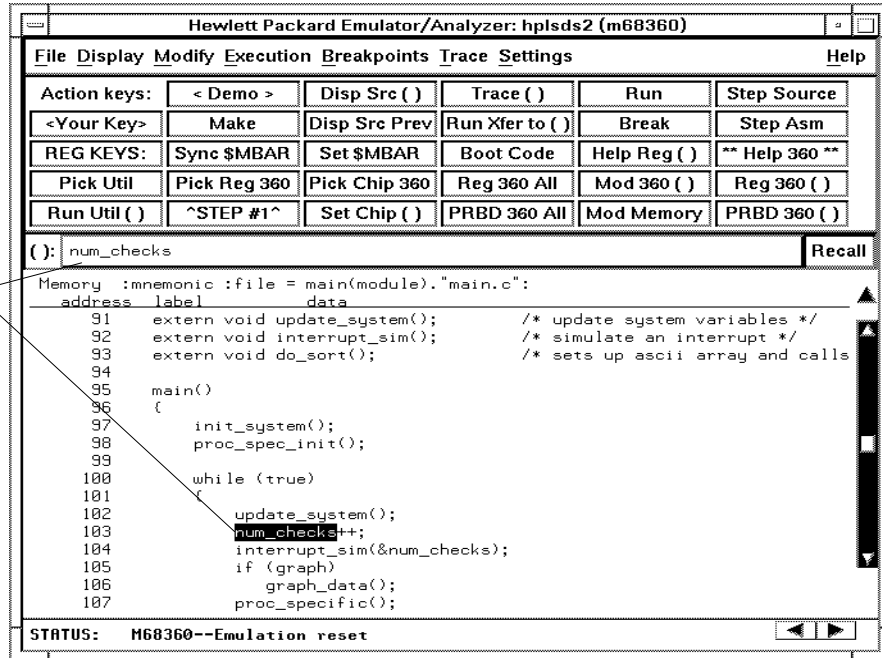 Hewlett Packard Emulator/Analyzer: hplsds2 (m68360)
File Display Modify Execution Breakpoints Trace Settings Help
Action keys: < Demo > Disp Src ( ) Trace ( ) Run Step Source
<Your Key> Make Disp Src Prev Run Xfer to ( ) Break Step Asm
REG KEYS: Sync $MBAR Set $MBAR Boot Code Help Reg ( ) ** Help 360 **
Pick Util Pick Reg 360 Pick Chip 360 Reg 360 All Mod 360 ( ) Reg 360 ( )
Run Util ( ) ^STEP #1^ Set Chip ( ) PRBD 360 All Mod Memory PRBD 360 ( )
( ): num_checks Recall
Memory :mnemonic :file = main(module)."main.c":
address label data
91 extern void update_system(); /* update system variables */
92 extern void interrupt_sim(); /* simulate an interrupt */
93 extern void do_sort(); /* sets up ascii array and calls
94
95 main()
96 {
97 init_system();
98 proc_spec_init();
99
100 while (true)
101 {
102 update_system();
103 num_checks++;
104 interrupt_sim(&num_checks);
105 if (graph)
106 graph_data();
107 proc_specific();
STATUS: M68360--Emulation reset